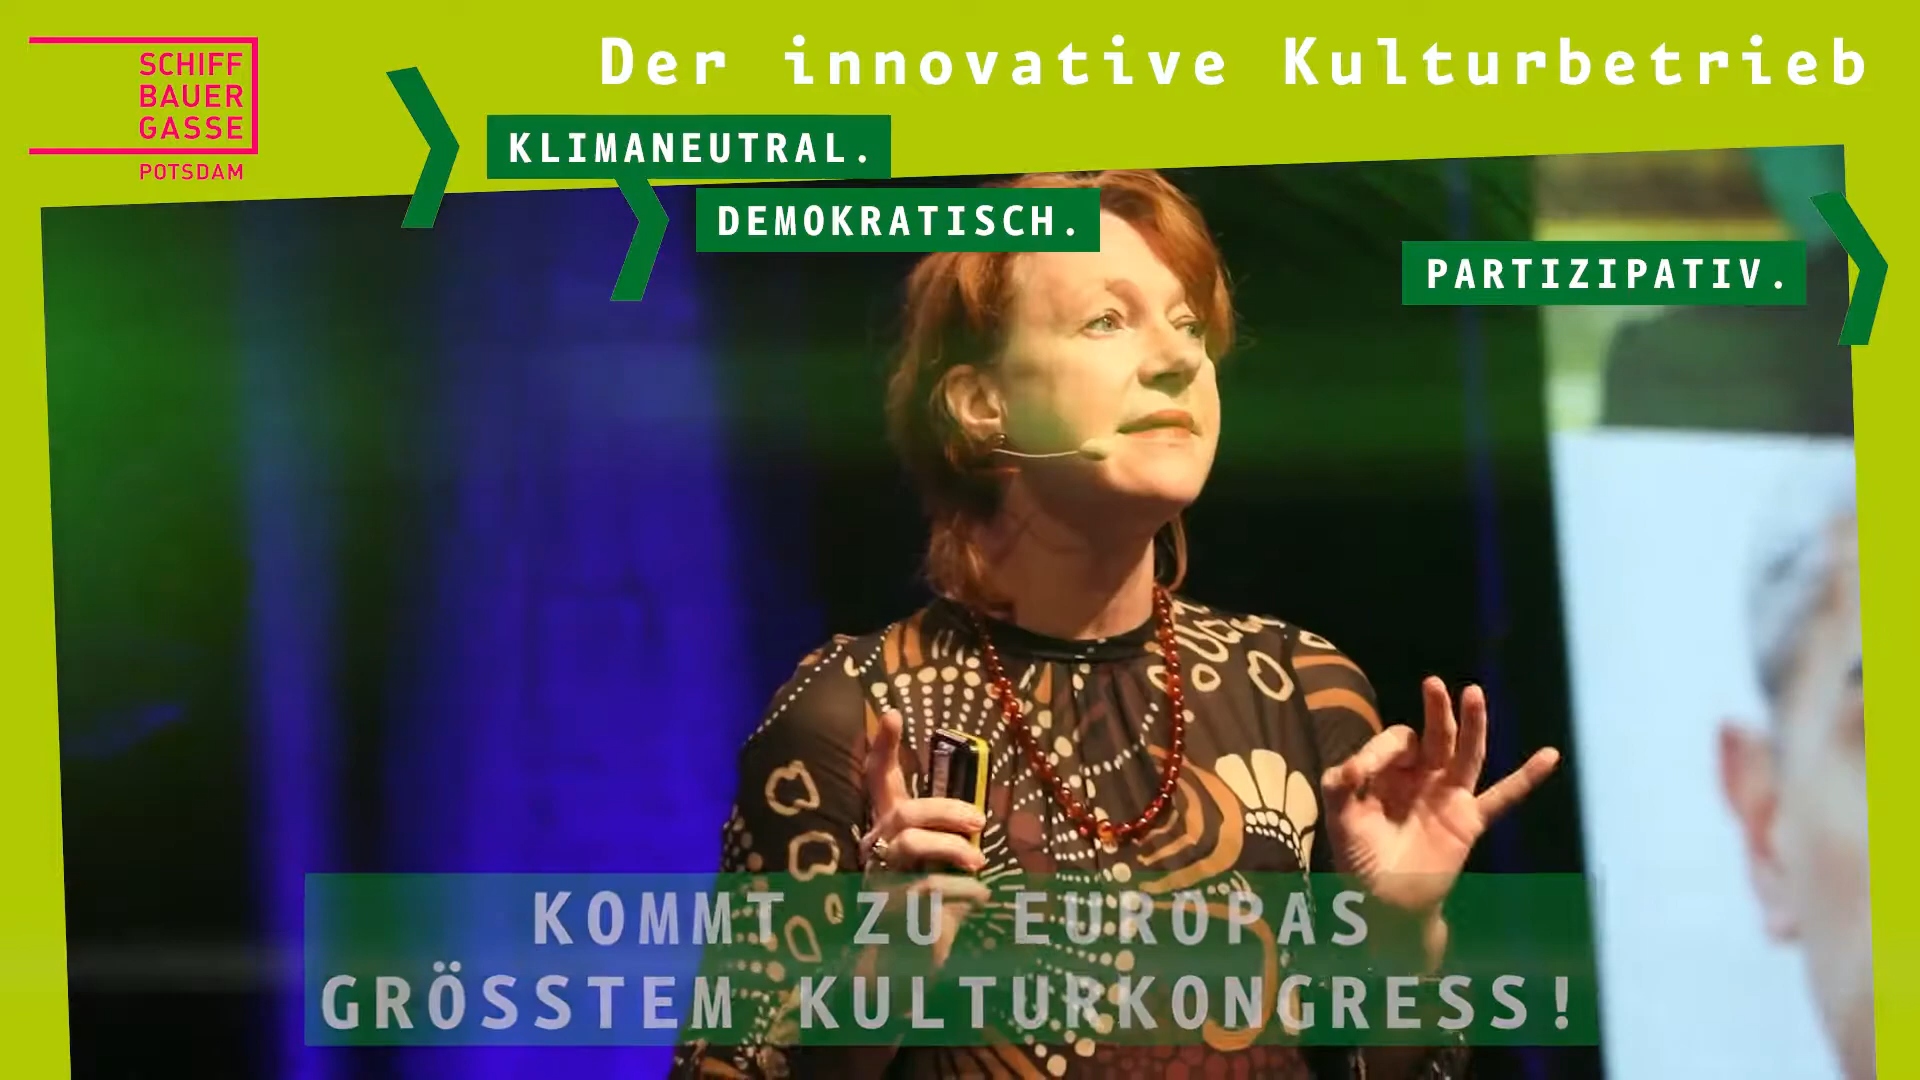 SCHIFF
BAUER
GASSE
POTSDAM
Der innovative Kulturbetrieb
KLIMANEUTRAL.
DEMOKRATISCH.
PARTIZIPATIV.
KOMMT ZU EUROPAS
GRÖSSTEM KULTURKONGRESS!